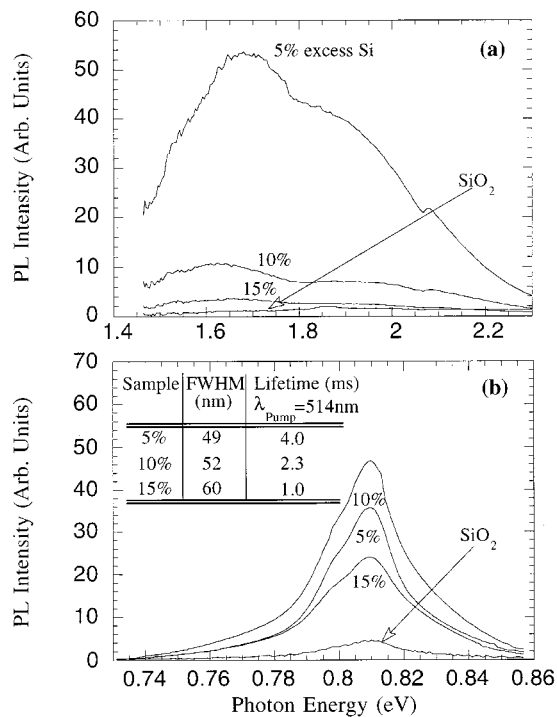 60
50
40
30
20
10
0
PL Intensity (Arb. Units)
5% excess Si
(a)
SiO2
10%
15%
1.4 1.6 1.8 2 2.2
70
60
50
40
30
20
10
0
PL Intensity (Arb. Units)
(b)
Sample FWHM (nm) Lifetime (ms) λPump=514nm
5% 49 4.0
10% 52 2.3
15% 60 1.0
10%
5%
15%
SiO2
0.74 0.76 0.78 0.80 0.82 0.84 0.86
Photon Energy (eV)